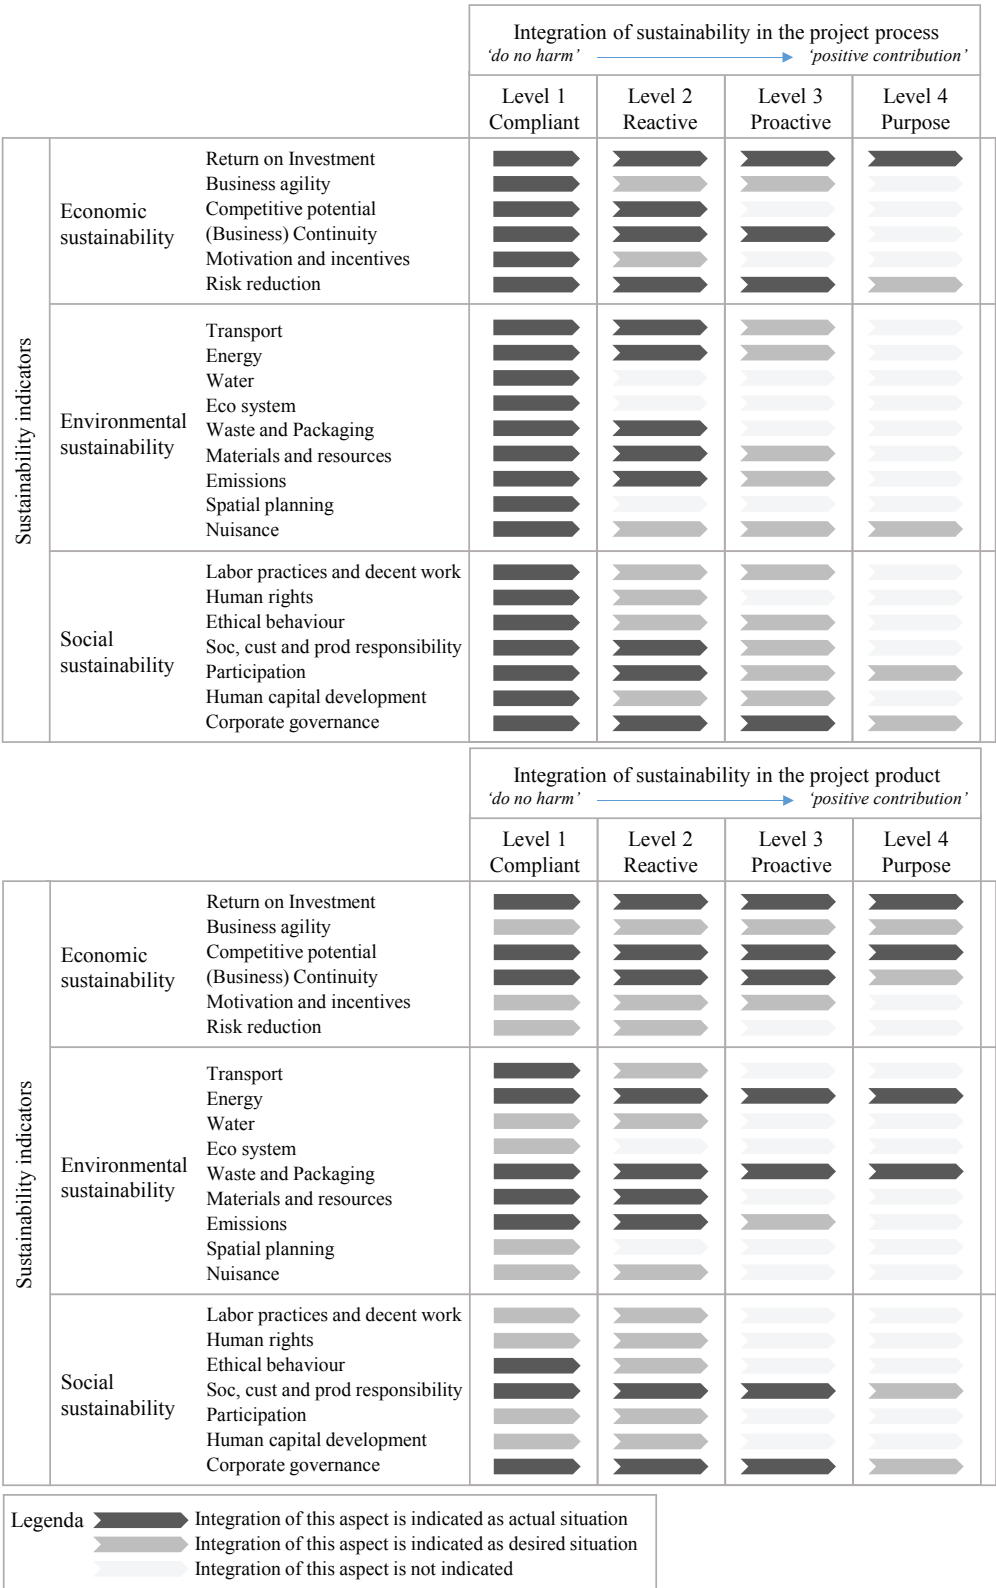 Integration of sustainability in the project process
‘do no harm’ ‘positive contribution’
Level 1 Level 2 Level 3 Level 4
Compliant Reactive Proactive Purpose
Sustainability indicators
Economic
sustainability
Return on Investment
Business agility
Competitive potential
(Business) Continuity
Motivation and incentives
Risk reduction
Environmental
sustainability
Transport
Energy
Water
Eco system
Waste and Packaging
Materials and resources
Emissions
Spatial planning
Nuisance
Social
sustainability
Labor practices and decent work
Human rights
Ethical behaviour
Soc, cust and prod responsibility
Participation
Human capital development
Corporate governance
Integration of sustainability in the project product
‘do no harm’ ‘positive contribution’
Level 1 Level 2 Level 3 Level 4
Compliant Reactive Proactive Purpose
Sustainability indicators
Economic
sustainability
Return on Investment
Business agility
Competitive potential
(Business) Continuity
Motivation and incentives
Risk reduction
Environmental
sustainability
Transport
Energy
Water
Eco system
Waste and Packaging
Materials and resources
Emissions
Spatial planning
Nuisance
Social
sustainability
Labor practices and decent work
Human rights
Ethical behaviour
Soc, cust and prod responsibility
Participation
Human capital development
Corporate governance
Legenda Integration of this aspect is indicated as actual situation
Integration of this aspect is indicated as desired situation
Integration of this aspect is not indicated